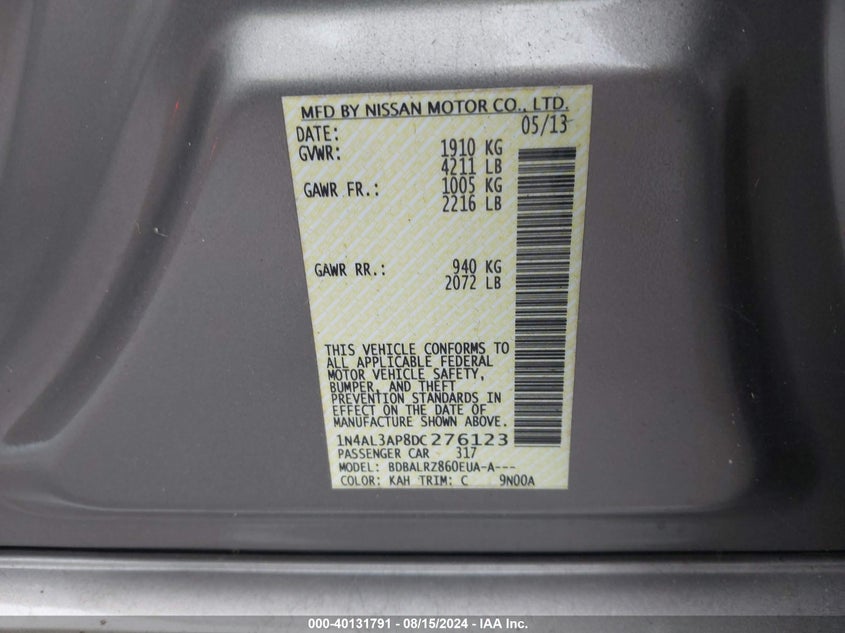 MFD BY NISSAN MOTOR CO., LTD.
DATE: 05/13
GVWR: 1910 KG
4211 LB
GAWR FR.: 1005 KG
2216 LB
GAWR RR.: 940 KG
2072 LB
THIS VEHICLE CONFORMS TO
ALL APPLICABLE FEDERAL
MOTOR VEHICLE SAFETY,
BUMPER, AND THEFT
PREVENTION STANDARDS IN
EFFECT ON THE DATE OF
MANUFACTURE SHOWN ABOVE.
1N4AL3AP8DC276123
PASSENGER CAR 317
MODEL: BDBALRZ860EUA-A---
COLOR: KAH TRIM: C 9N00A
000-40131791 - 08/15/2024 - IAA Inc.